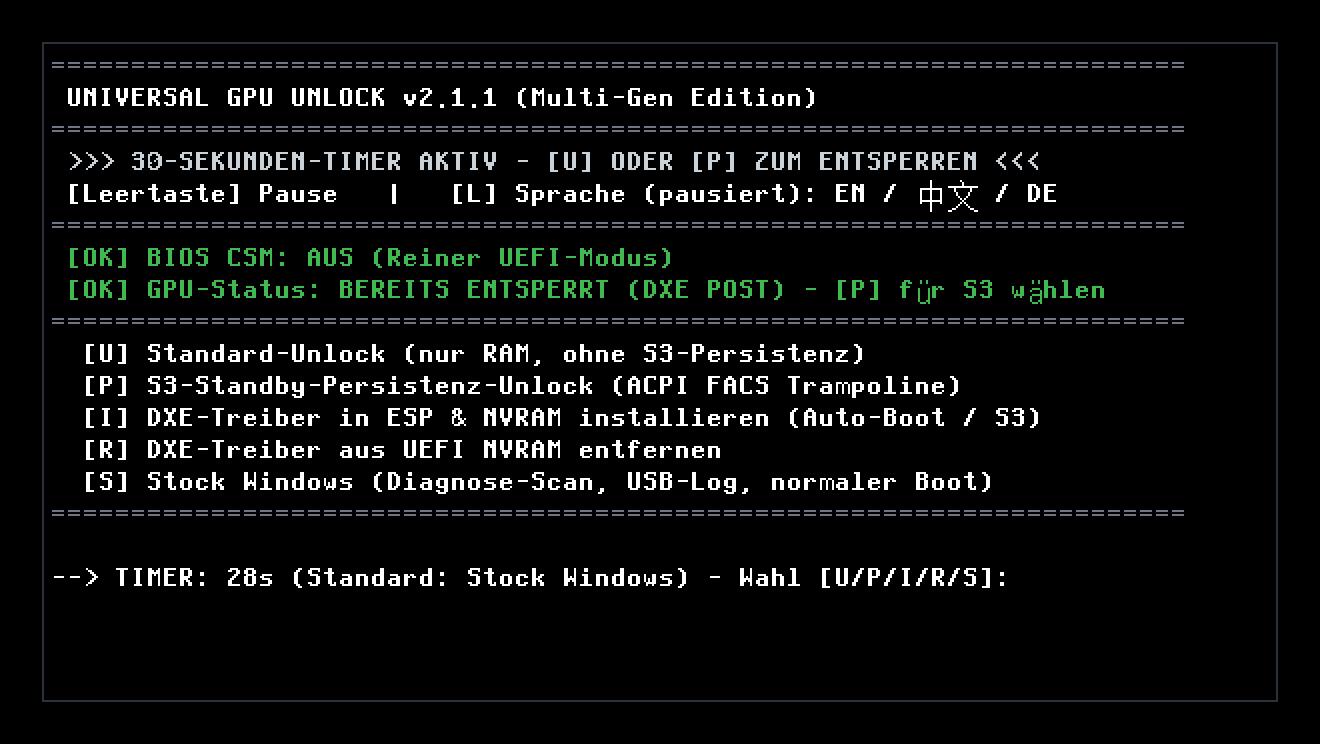 =======================================================================
UNIVERSAL GPU UNLOCK v2.1.1 (Multi-Gen Edition)
=======================================================================
>>> 30-SEKUNDEN-TIMER AKTIV - [U] ODER [P] ZUM ENTSPERREN <<<
[Leertaste] Pause   |   [L] Sprache (pausiert): EN / 中文 / DE
=======================================================================
[OK] BIOS CSM: AUS (Reiner UEFI-Modus)
[OK] GPU-Status: BEREITS ENTSPERRT (DXE POST) - [P] für S3 wählen
=======================================================================
[U] Standard-Unlock (nur RAM, ohne S3-Persistenz)
[P] S3-Standby-Persistenz-Unlock (ACPI FACS Trampoline)
[I] DXE-Treiber in ESP & NVRAM installieren (Auto-Boot / S3)
[R] DXE-Treiber aus UEFI NVRAM entfernen
[S] Stock Windows (Diagnose-Scan, USB-Log, normaler Boot)
=======================================================================
--> TIMER: 28s (Standard: Stock Windows) - Wahl [U/P/I/R/S]: